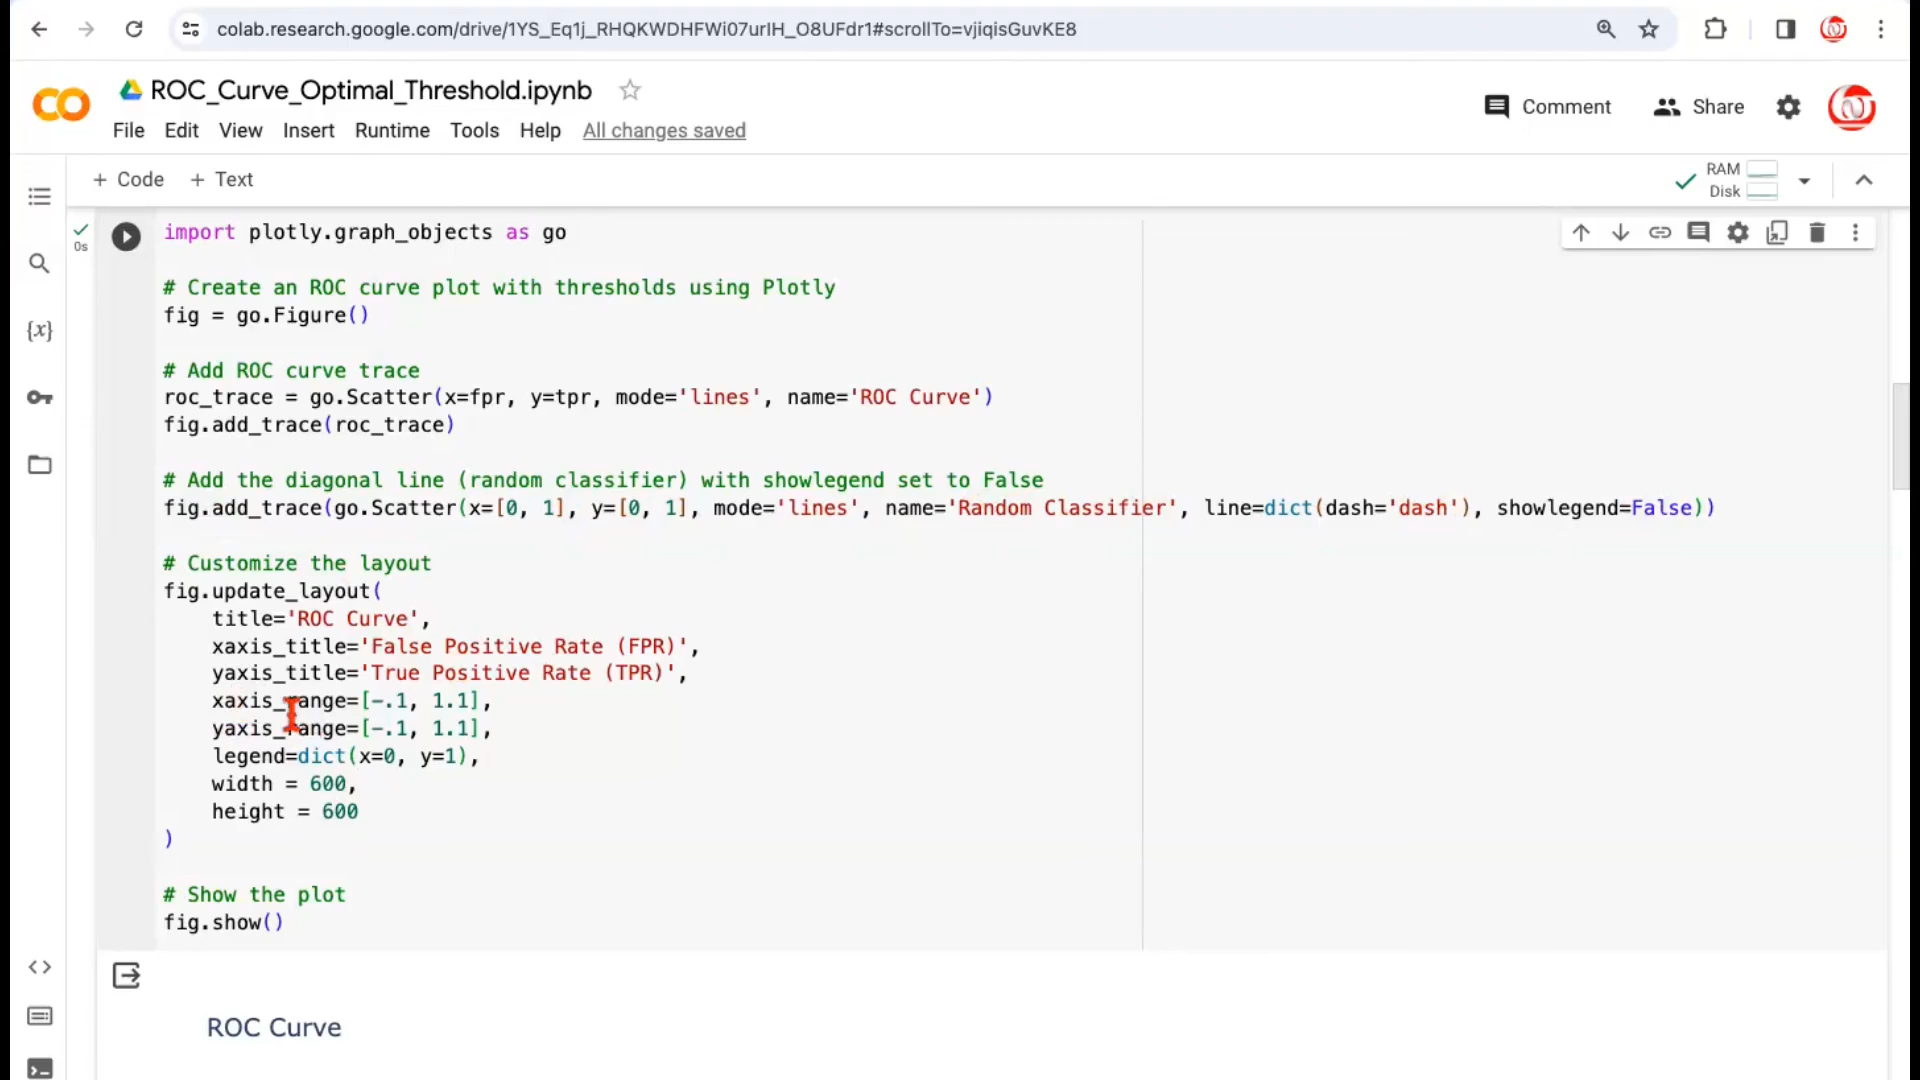 colab.research.google.com/drive/1YS_Eq1j_RHQKWDHFWi07urIH_O8UFdr1#scrollTo=vjiqisGuvKE8
ROC_Curve_Optimal_Threshold.ipynb
Comment
Share
File Edit View Insert Runtime Tools Help All changes saved
+ Code + Text
RAM
Disk
0s
import plotly.graph_objects as go
# Create an ROC curve plot with thresholds using Plotly
fig = go.Figure()
# Add ROC curve trace
roc_trace = go.Scatter(x=fpr, y=tpr, mode='lines', name='ROC Curve')
fig.add_trace(roc_trace)
# Add the diagonal line (random classifier) with showlegend set to False
fig.add_trace(go.Scatter(x=[0, 1], y=[0, 1], mode='lines', name='Random Classifier', line=dict(dash='dash'), showlegend=False))
# Customize the layout
fig.update_layout(
    title='ROC Curve',
    xaxis_title='False Positive Rate (FPR)',
    yaxis_title='True Positive Rate (TPR)',
    xaxis_range=[-.1, 1.1],
    yaxis_range=[-.1, 1.1],
    legend=dict(x=0, y=1),
    width = 600,
    height = 600
)
# Show the plot
fig.show()
ROC Curve